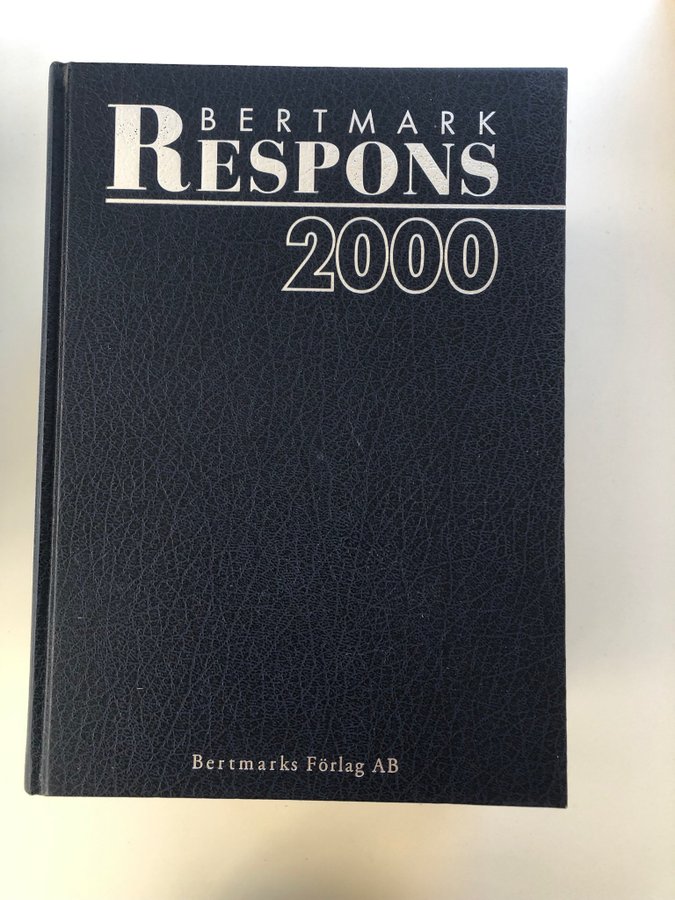 BERTMARK
RESPONS
2000
Bertmarks Förlag AB